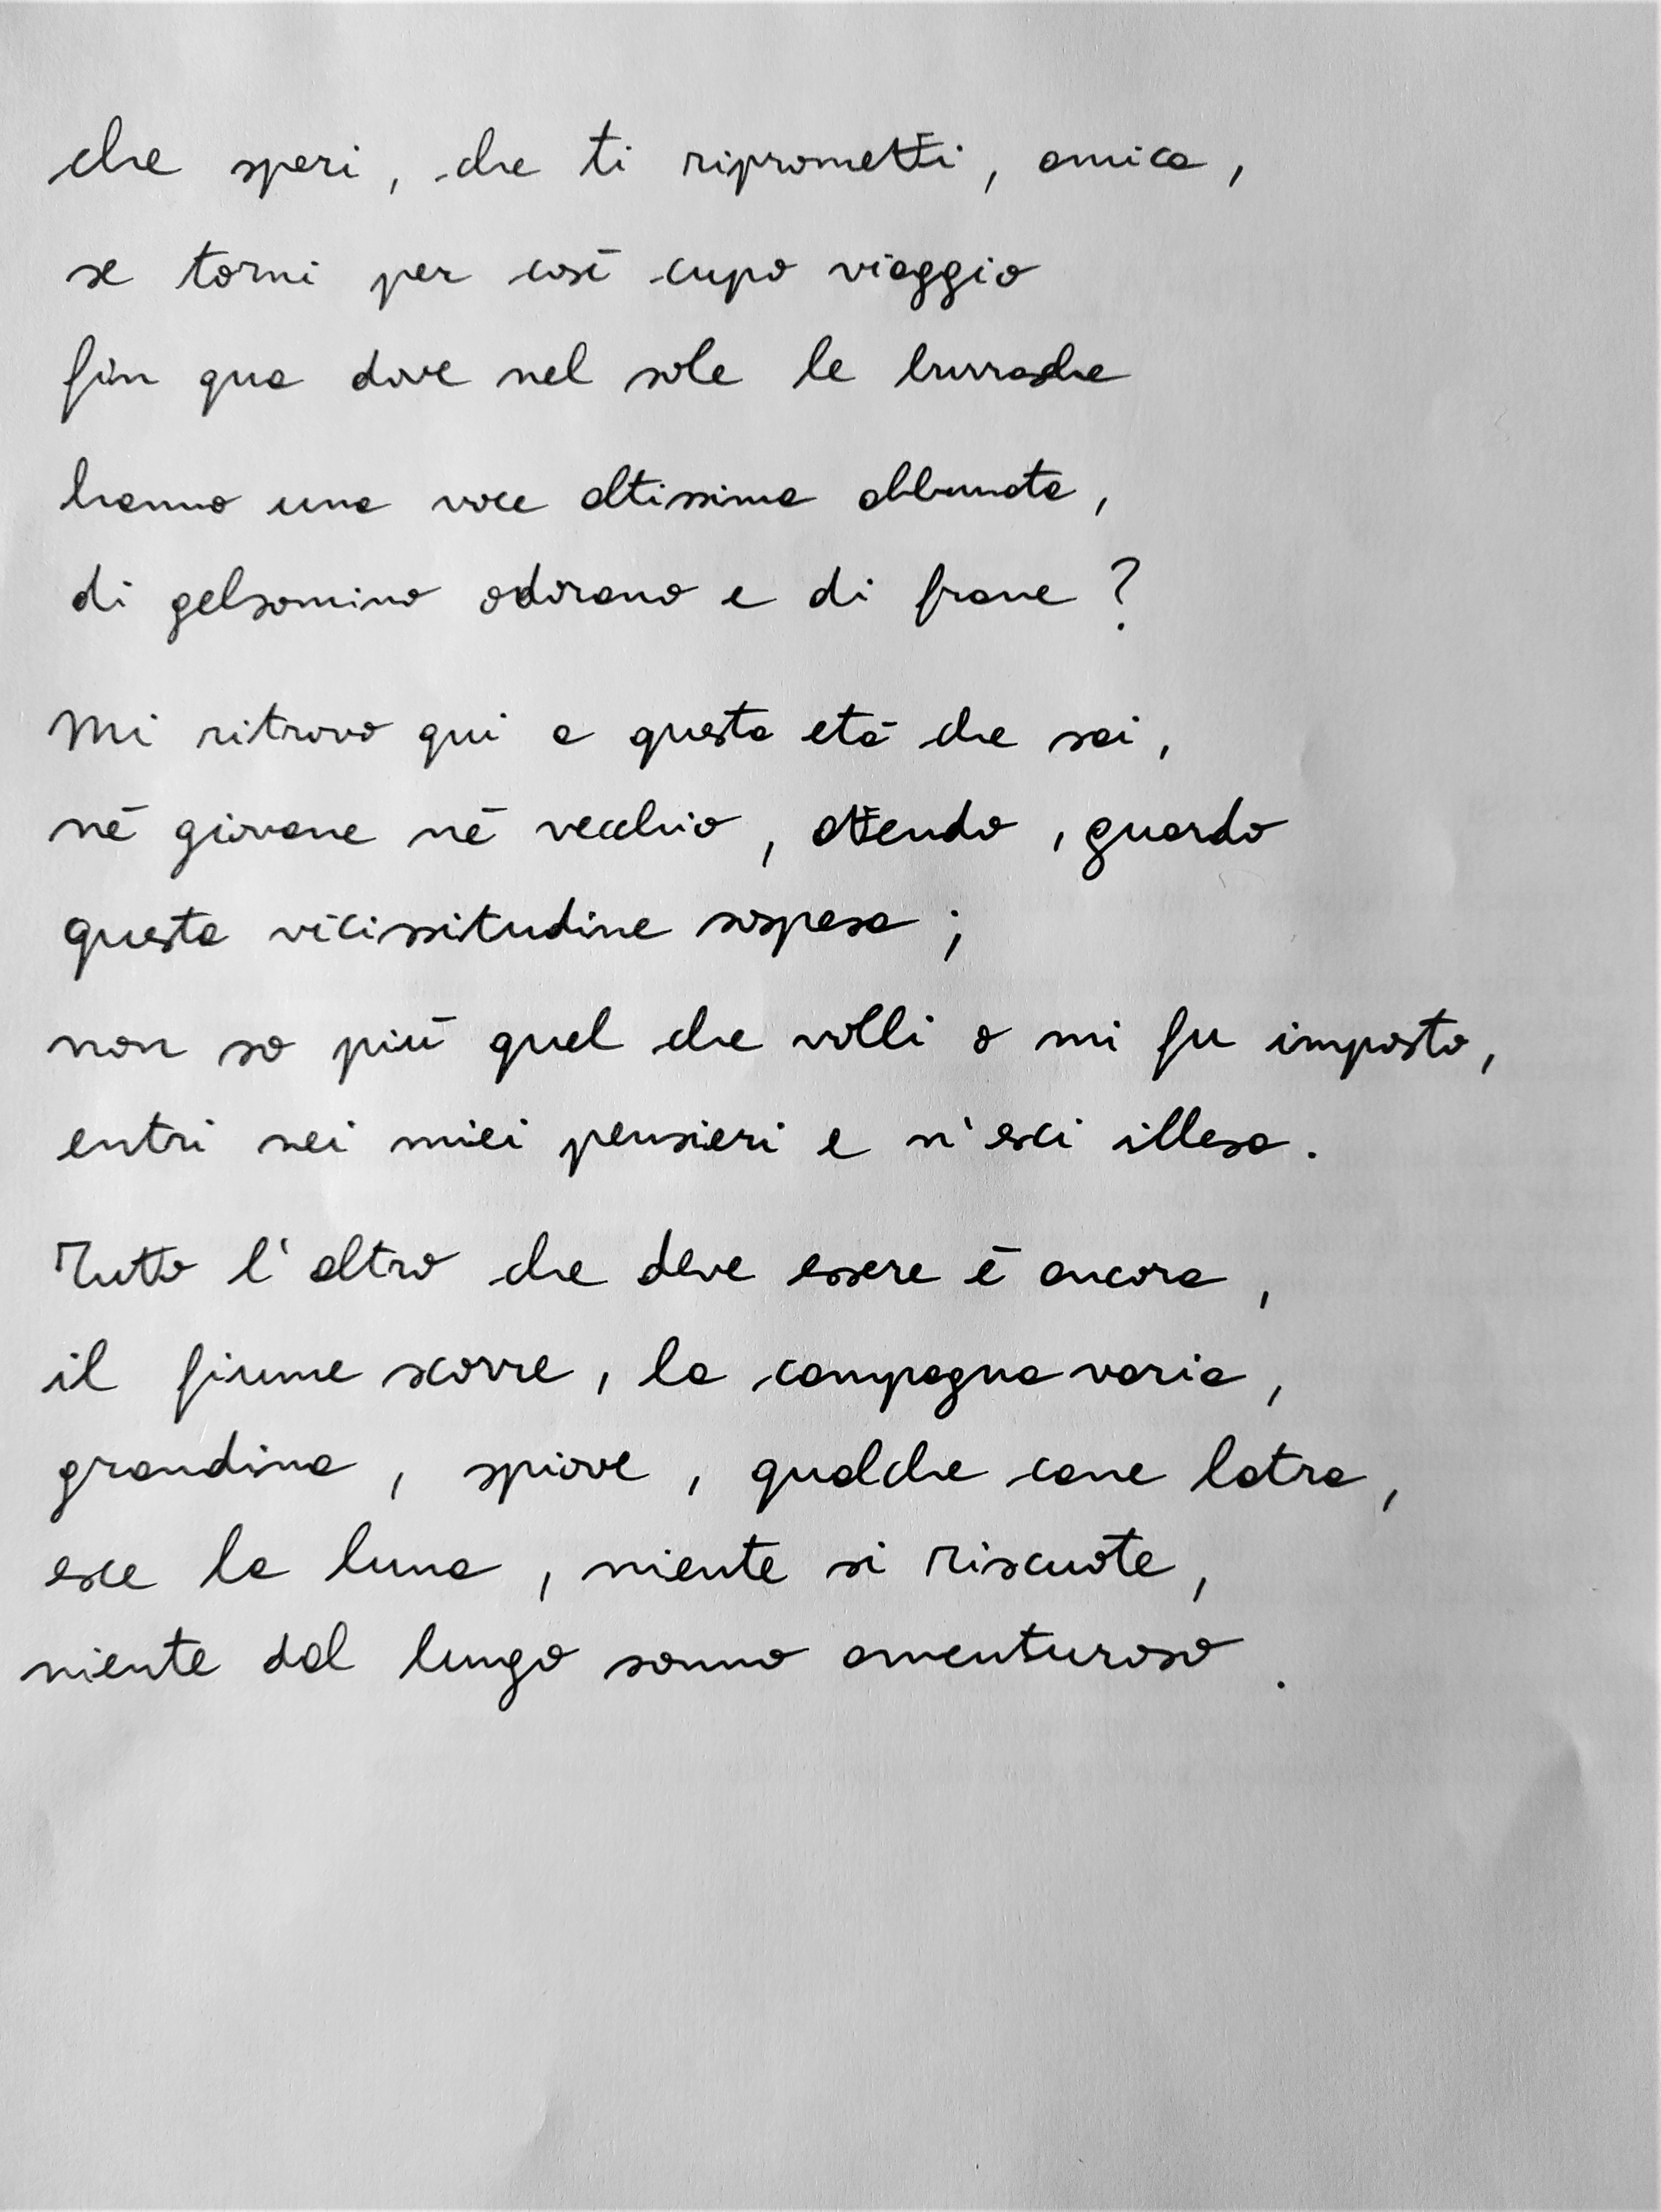 che speri, che ti riprometti, amica,
se torni per così cupo viaggio
fin qua dove nel sole le burrasche
hanno una voce altissima abbrunata,
di gelsomino odorano e di frane?
Mi ritrovo qui a questa età che sai,
né giovane né vecchio, attendo, guardo
questa vicissitudine sospesa;
non so più quel che volli o mi fu imposto,
entri nei miei pensieri e n'esci illesa.
Tutto l'altro che deve essere è ancora,
il fiume scorre, la campagna varia,
grandina, spiove, qualche cane latra,
esce la luna, niente si riscuote,
niente dal lungo sonno avventuroso.